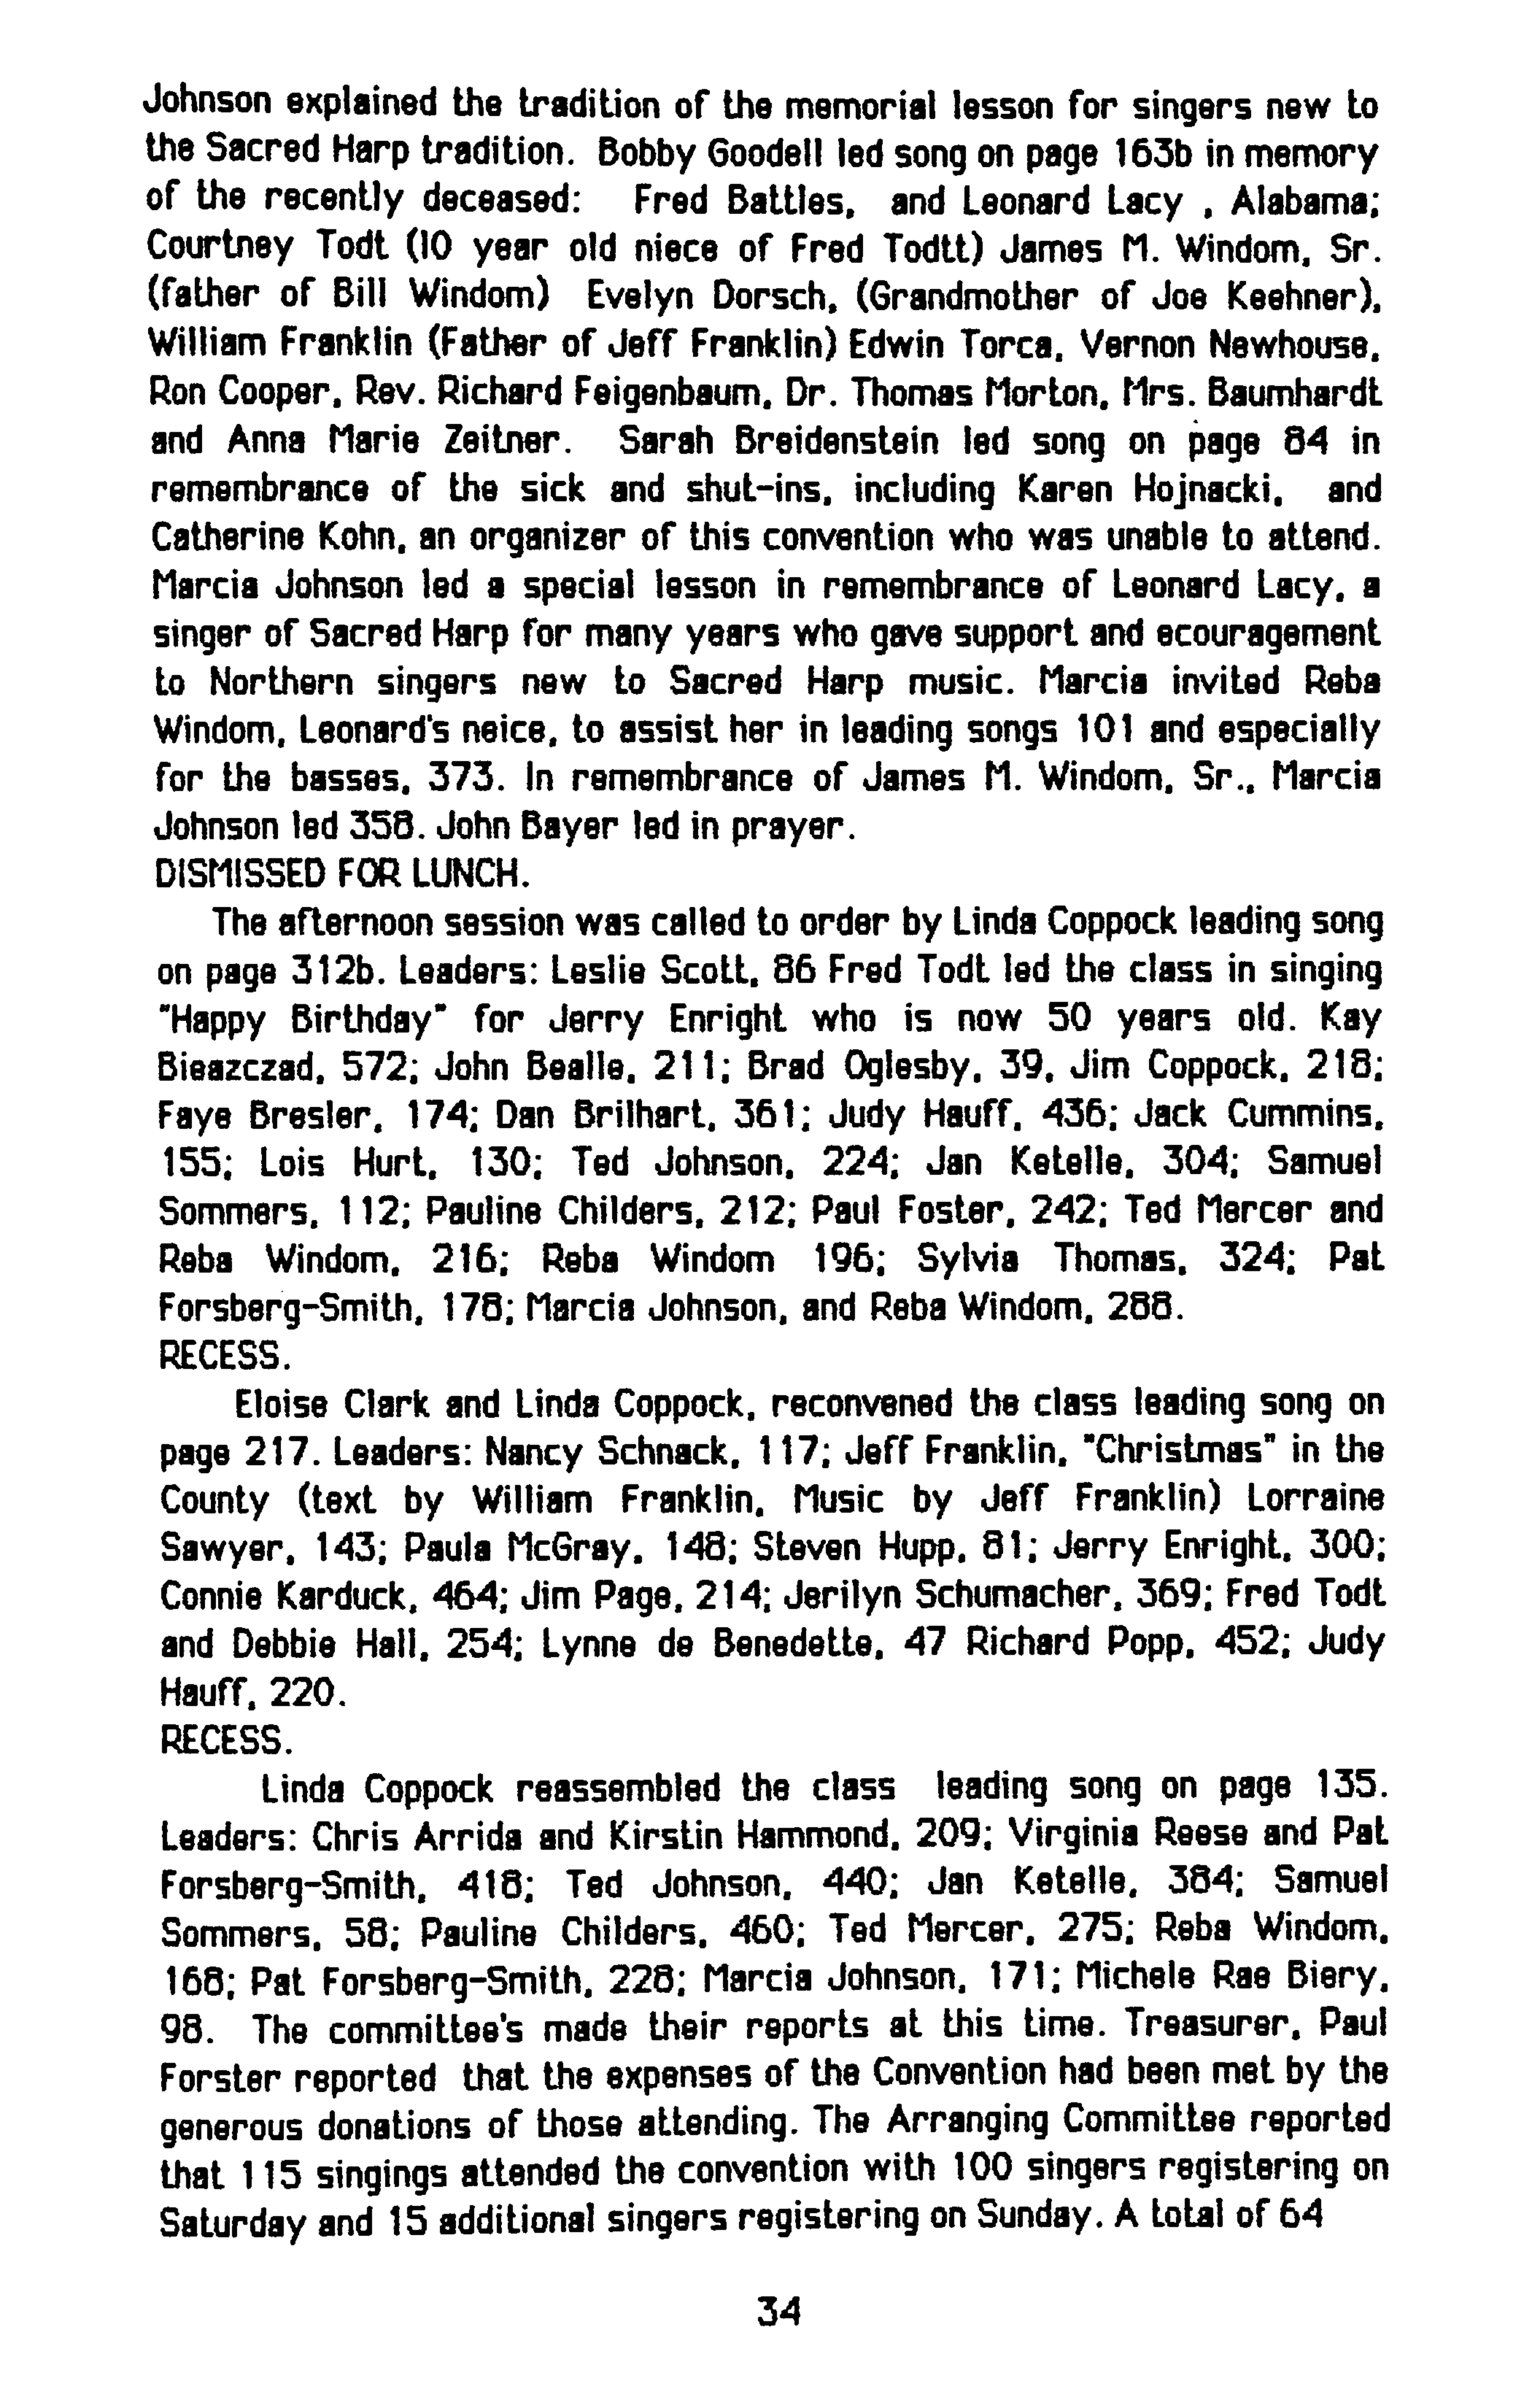 Johnson explained the tradition of the memorial lesson for singers new to
the Sacred Harp tradition. Bobby Goodell led song on page 163b in memory
of the recently deceased: Fred Battles, and Leonard Lacy , Alabama;
Courtney Todt (10 year old niece of Fred Todtt) James M. Windom, Sr.
(father of Bill Windom) Evelyn Dorsch, (Grandmother of Joe Keehner),
William Franklin (Father of Jeff Franklin) Edwin Torca, Vernon Newhouse,
Ron Cooper, Rev. Richard Feigenbaum, Dr. Thomas Morton, Mrs. Baumhardt
and Anna Marie Zeitner. Sarah Breidenstein led song on page 84 in
remembrance of the sick and shut-ins, including Karen Hojnacki, and
Catherine Kohn, an organizer of this convention who was unable to attend.
Marcia Johnson led a special lesson in remembrance of Leonard Lacy, a
singer of Sacred Harp for many years who gave support and ecouragement
to Northern singers new to Sacred Harp music. Marcia invited Reba
Windom, Leonard's neice, to assist her in leading songs 101 and especially
for the basses, 373. In remembrance of James M. Windom, Sr., Marcia
Johnson led 358. John Bayer led in prayer.
DISMISSED FOR LUNCH.
The afternoon session was called to order by Linda Coppock leading song
on page 312b. Leaders: Leslie Scott, 86 Fred Todt led the class in singing
"Happy Birthday" for Jerry Enright who is now 50 years old. Kay
Bieazczad, 572; John Bealle, 211; Brad Oglesby, 39, Jim Coppock, 218;
Faye Bresler, 174; Dan Brilhart, 361; Judy Hauff, 436; Jack Cummins,
155; Lois Hurt, 130; Ted Johnson, 224; Jan Ketelle, 304; Samuel
Sommers, 112; Pauline Childers, 212; Paul Foster, 242; Ted Mercer and
Reba Windom, 216; Reba Windom 196; Sylvia Thomas, 324; Pat
Forsberg-Smith, 178; Marcia Johnson, and Reba Windom, 288.
RECESS.
Eloise Clark and Linda Coppock, reconvened the class leading song on
page 217. Leaders: Nancy Schnack, 117; Jeff Franklin, "Christmas" in the
County (text by William Franklin, Music by Jeff Franklin) Lorraine
Sawyer, 143; Paula McGray, 148; Steven Hupp, 81; Jerry Enright, 300;
Connie Karduck, 464; Jim Page, 214; Jerilyn Schumacher, 369; Fred Todt
and Debbie Hall, 254; Lynne de Benedette, 47 Richard Popp, 452; Judy
Hauff, 220.
RECESS.
Linda Coppock reassembled the class leading song on page 135.
Leaders: Chris Arrida and Kirstin Hammond, 209; Virginia Reese and Pat
Forsberg-Smith, 418; Ted Johnson, 440; Jan Ketelle, 384; Samuel
Sommers, 58; Pauline Childers, 460; Ted Mercer, 275; Reba Windom,
168; Pat Forsberg-Smith, 228; Marcia Johnson, 171; Michele Rae Biery,
98. The committee's made their reports at this time. Treasurer, Paul
Forster reported that the expenses of the Convention had been met by the
generous donations of those attending. The Arranging Committee reported
that 115 singings attended the convention with 100 singers registering on
Saturday and 15 additional singers registering on Sunday. A total of 64
34